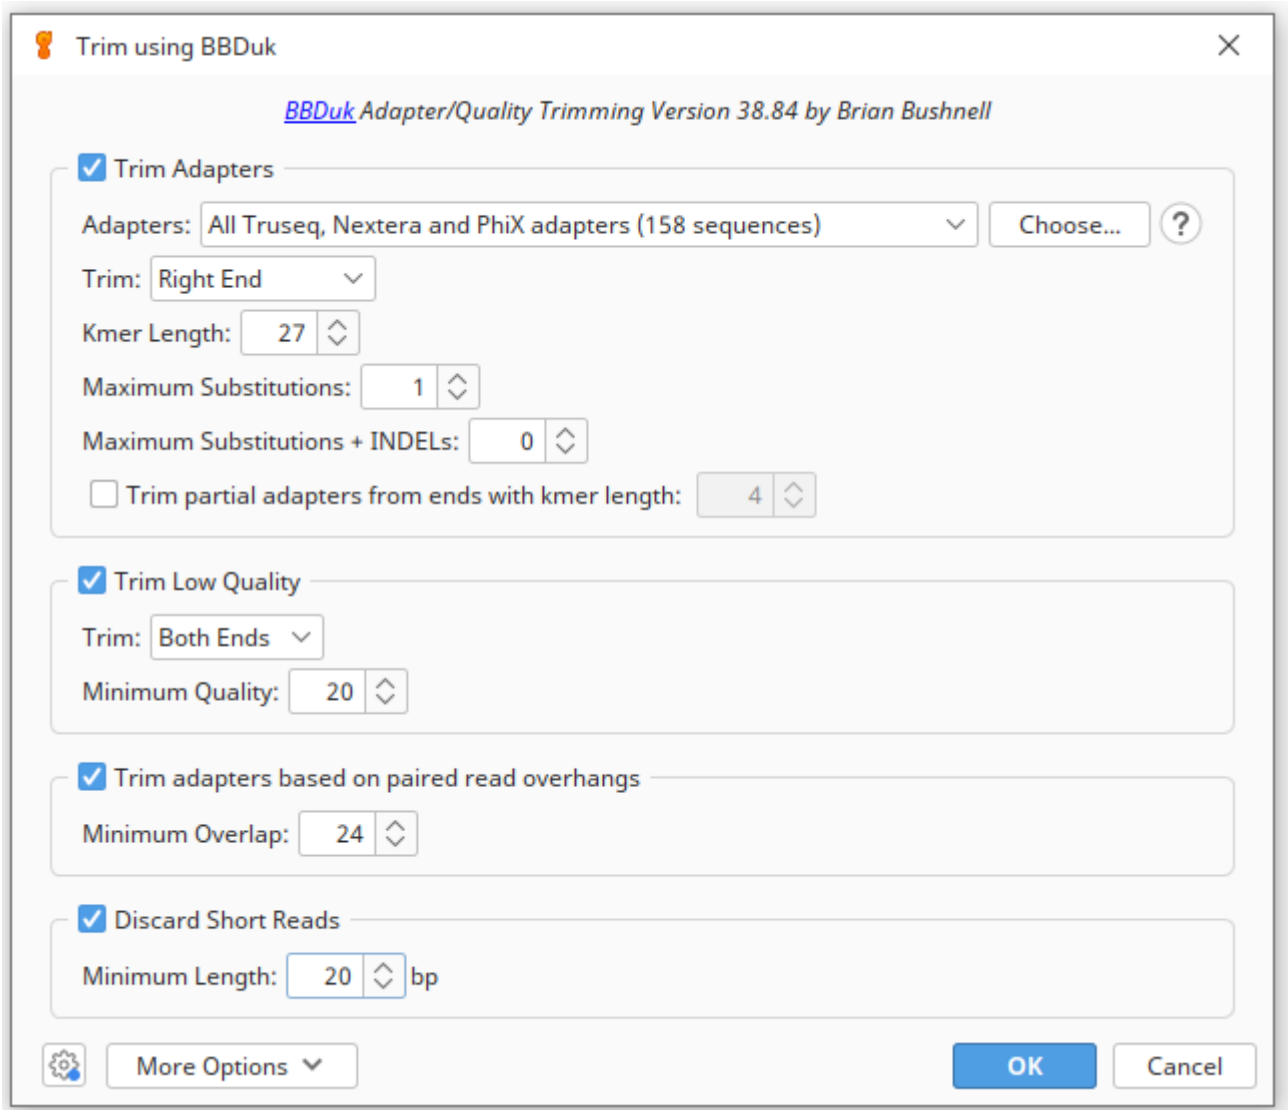 Trim using BBDuk
BBDuk Adapter/Quality Trimming Version 38.84 by Brian Bushnell
Trim Adapters
Adapters: All Truseq, Nextera and PhiX adapters (158 sequences) Choose... ?
Trim: Right End
Kmer Length: 27
Maximum Substitutions: 1
Maximum Substitutions + INDELs: 0
Trim partial adapters from ends with kmer length: 4
Trim Low Quality
Trim: Both Ends
Minimum Quality: 20
Trim adapters based on paired read overhangs
Minimum Overlap: 24
Discard Short Reads
Minimum Length: 20 bp
More Options OK Cancel